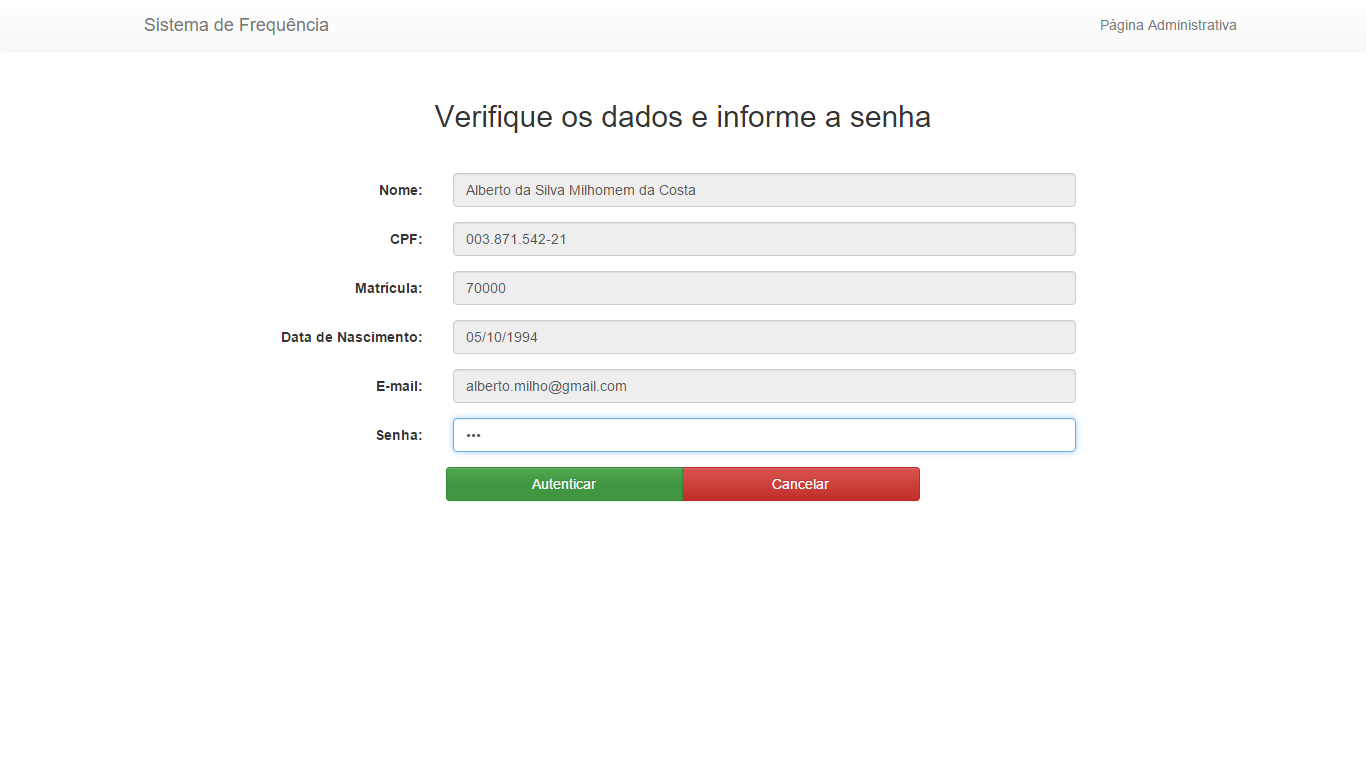 Sistema de Frequência Página Administrativa
Verifique os dados e informe a senha
Nome: Alberto da Silva Milhomem da Costa
CPF: 003.871.542-21
Matrícula: 70000
Data de Nascimento: 05/10/1994
E-mail: alberto.milho@gmail.com
Senha: •••
Autenticar Cancelar